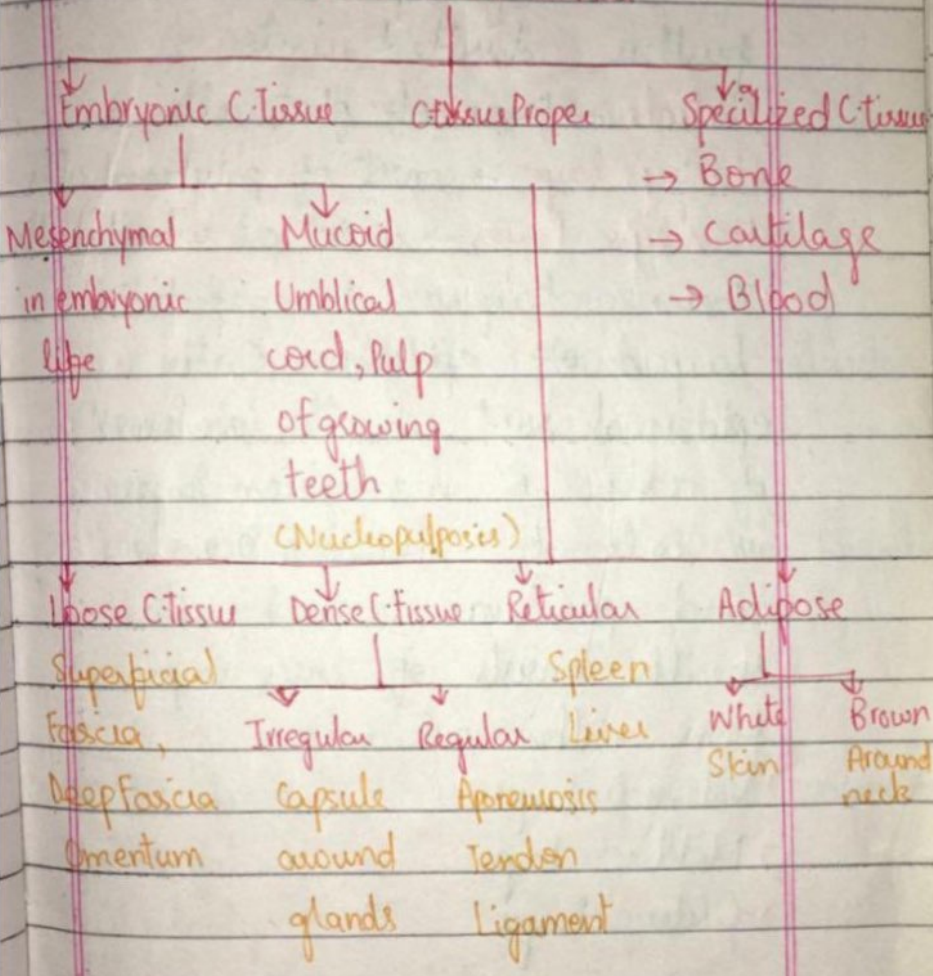 Embryonic C.Tissue C.tissue Proper Specilized C tissue
→ Bone
Mesenchymal Mucoid → Cartilage
in embryonic Umblical → Blood
life cord, Pulp
of growing
teeth
(Nucleopulposis)
Loose C.Tissue Dense C.tissue Reticular Adipose
Superficial Spleen
Fascia, Irregular Regular Liver White Brown
Skin Around
Deep Fascia Capsule Aponeurosis neck
Omentum around Tendon
glands Ligament